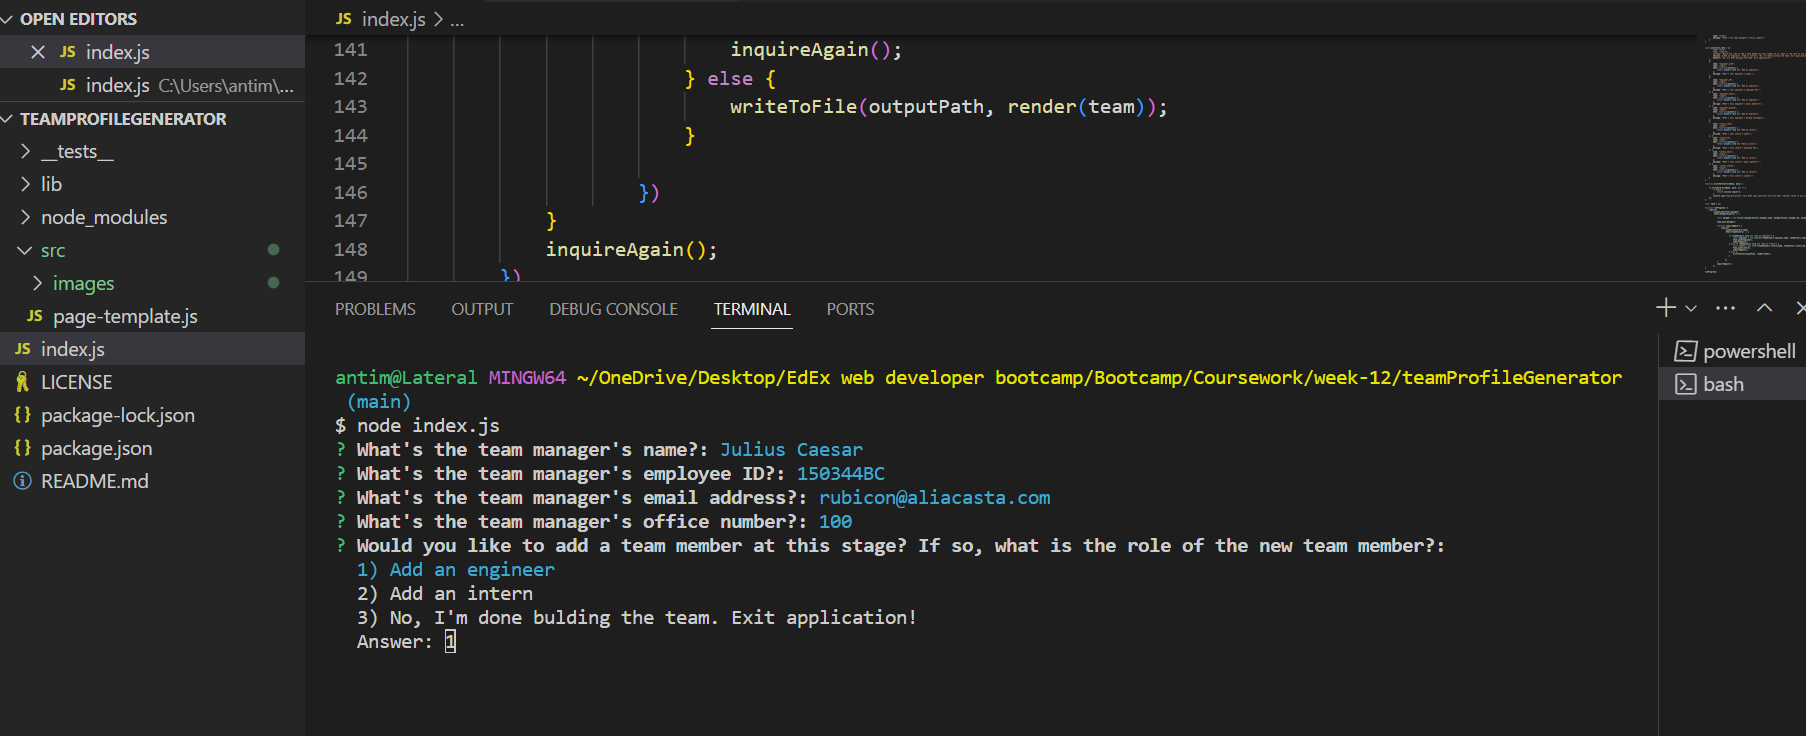 OPEN EDITORS
JS index.js
JS index.js C:\Users\antim\...
TEAMPROFILEGENERATOR
__tests__
lib
node_modules
src
images
JS page-template.js
JS index.js
LICENSE
{} package-lock.json
{} package.json
README.md
JS index.js > ...
141 inquireAgain();
142 } else {
143 writeToFile(outputPath, render(team));
144 }
145
146 })
147 }
148 inquireAgain();
149 })
PROBLEMS OUTPUT DEBUG CONSOLE TERMINAL PORTS
antim@Lateral MINGW64 ~/OneDrive/Desktop/EdEx web developer bootcamp/Bootcamp/Coursework/week-12/teamProfileGenerator
(main)
$ node index.js
? What's the team manager's name?: Julius Caesar
? What's the team manager's employee ID?: 150344BC
? What's the team manager's email address?: rubicon@aliacasta.com
? What's the team manager's office number?: 100
? Would you like to add a team member at this stage? If so, what is the role of the new team member?:
1) Add an engineer
2) Add an intern
3) No, I'm done bulding the team. Exit application!
Answer: 1
powershell
bash